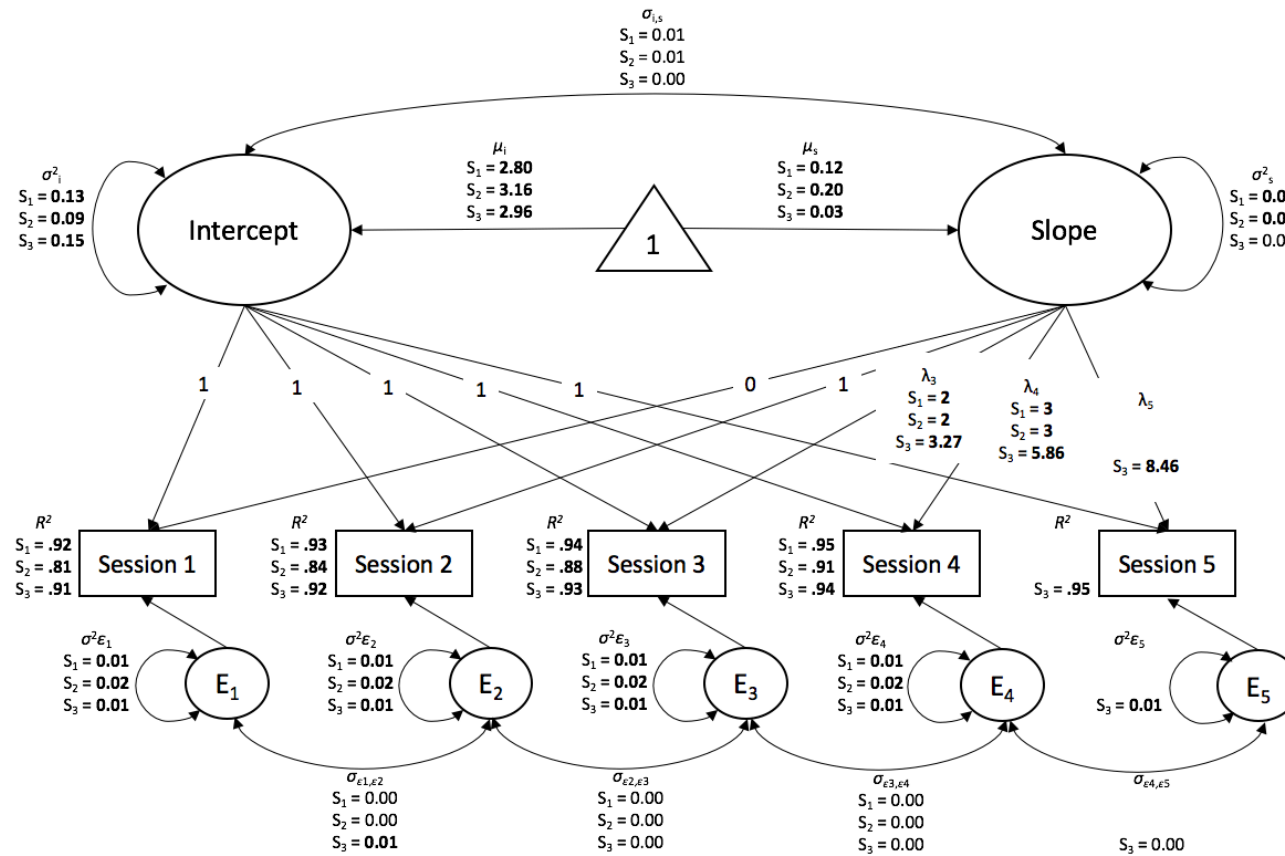 σi,s
S1 = 0.01
S2 = 0.01
S3 = 0.00
σ²i
S1 = 0.13
S2 = 0.09
S3 = 0.15
Intercept
μi
S1 = 2.80
S2 = 3.16
S3 = 2.96
1
μs
S1 = 0.12
S2 = 0.20
S3 = 0.03
Slope
σ²s
S1 = 0.0
S2 = 0.0
S3 = 0.0
1
1
1
1
1
0
1
λ3
S1 = 2
S2 = 2
S3 = 3.27
λ4
S1 = 3
S2 = 3
S3 = 5.86
λ5
S3 = 8.46
R²
S1 = .92
S2 = .81
S3 = .91
Session 1
R²
S1 = .93
S2 = .84
S3 = .92
Session 2
R²
S1 = .94
S2 = .88
S3 = .93
Session 3
R²
S1 = .95
S2 = .91
S3 = .94
Session 4
R²
S3 = .95
Session 5
σ²ε1
S1 = 0.01
S2 = 0.02
S3 = 0.01
E1
σ²ε2
S1 = 0.01
S2 = 0.02
S3 = 0.01
E2
σ²ε3
S1 = 0.01
S2 = 0.02
S3 = 0.01
E3
σ²ε4
S1 = 0.01
S2 = 0.02
S3 = 0.01
E4
σ²ε5
S3 = 0.01
E5
σε1,ε2
S1 = 0.00
S2 = 0.00
S3 = 0.01
σε2,ε3
S1 = 0.00
S2 = 0.00
S3 = 0.00
σε3,ε4
S1 = 0.00
S2 = 0.00
S3 = 0.00
σε4,ε5
S3 = 0.00